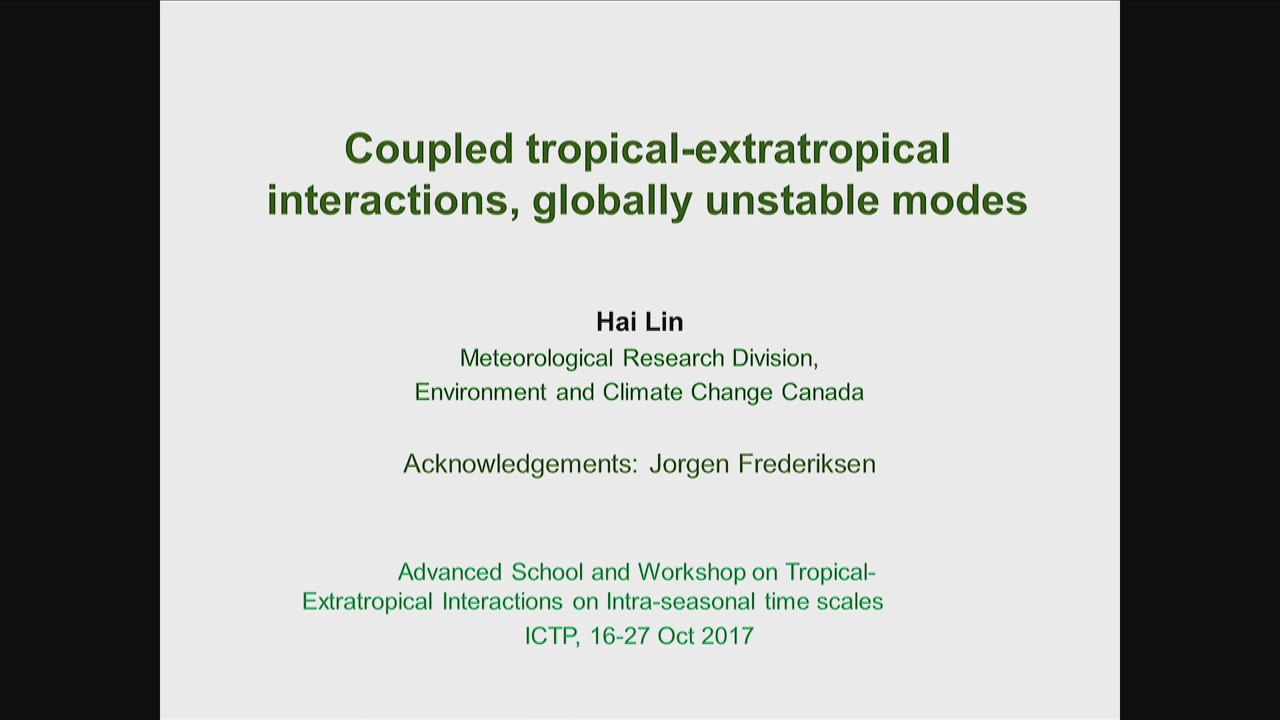 Coupled tropical-extratropical
interactions, globally unstable modes
Hai Lin
Meteorological Research Division,
Environment and Climate Change Canada
Acknowledgements: Jorgen Frederiksen
Advanced School and Workshop on Tropical-
Extratropical Interactions on Intra-seasonal time scales
ICTP, 16-27 Oct 2017